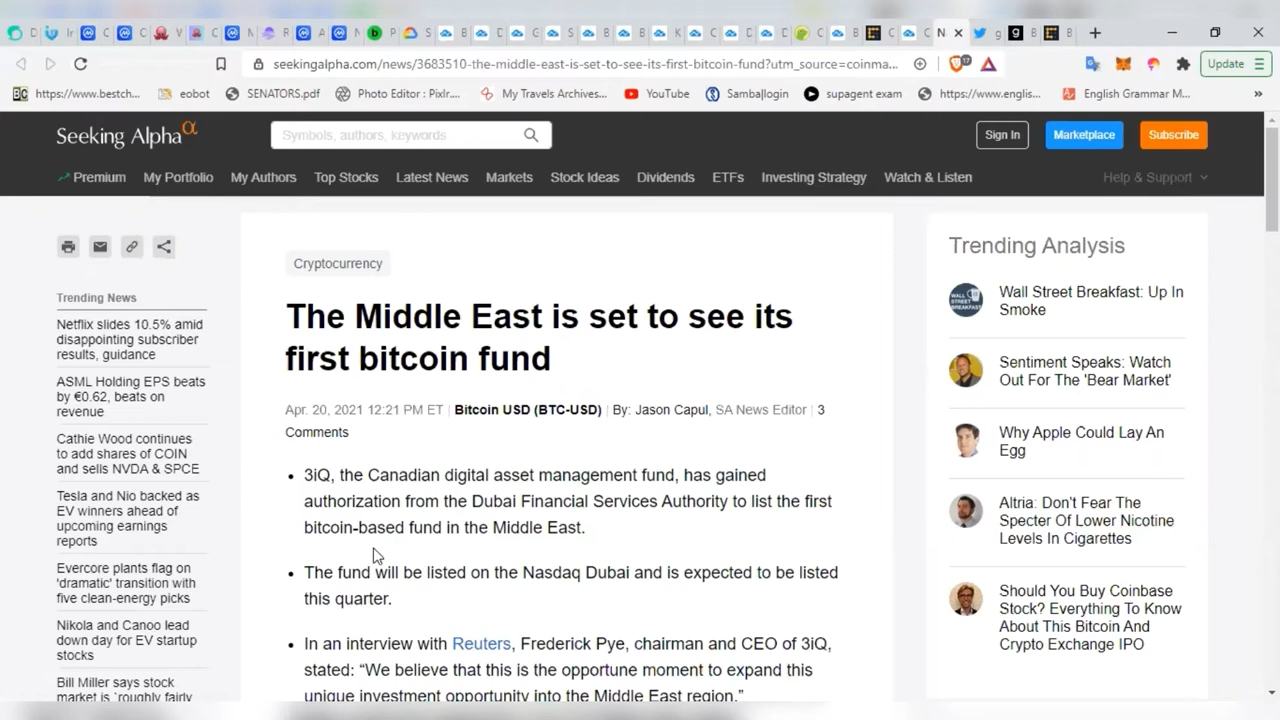 seekingalpha.com/news/3683510-the-middle-east-is-set-to-see-its-first-bitcoin-fund?utm_source=coinma...
17
Update
https://www.bestch...
eobot
SENATORS.pdf
Photo Editor : Pixlr....
My Travels Archives...
YouTube
Samba|login
supagent exam
https://www.englis...
English Grammar M...
»
Seeking Alpha α
Symbols, authors, keywords
Sign In
Marketplace
Subscribe
Premium
My Portfolio
My Authors
Top Stocks
Latest News
Markets
Stock Ideas
Dividends
ETFs
Investing Strategy
Watch & Listen
Help & Support
Trending News
Netflix slides 10.5% amid
disappointing subscriber
results, guidance
ASML Holding EPS beats
by €0.62, beats on
revenue
Cathie Wood continues
to add shares of COIN
and sells NVDA & SPCE
Tesla and Nio backed as
EV winners ahead of
upcoming earnings
reports
Evercore plants flag on
'dramatic' transition with
five clean-energy picks
Nikola and Canoo lead
down day for EV startup
stocks
Bill Miller says stock
market is `roughly fairly
Cryptocurrency
The Middle East is set to see its
first bitcoin fund
Apr. 20, 2021 12:21 PM ET | Bitcoin USD (BTC-USD) | By: Jason Capul, SA News Editor | 3
Comments
• 3iQ, the Canadian digital asset management fund, has gained
authorization from the Dubai Financial Services Authority to list the first
bitcoin-based fund in the Middle East.
• The fund will be listed on the Nasdaq Dubai and is expected to be listed
this quarter.
• In an interview with Reuters, Frederick Pye, chairman and CEO of 3iQ,
stated: “We believe that this is the opportune moment to expand this
unique investment opportunity into the Middle East region.”
Trending Analysis
WALL STREET BREAKFAST
Wall Street Breakfast: Up In
Smoke
Sentiment Speaks: Watch
Out For The 'Bear Market'
Why Apple Could Lay An
Egg
Altria: Don't Fear The
Specter Of Lower Nicotine
Levels In Cigarettes
Should You Buy Coinbase
Stock? Everything To Know
About This Bitcoin And
Crypto Exchange IPO